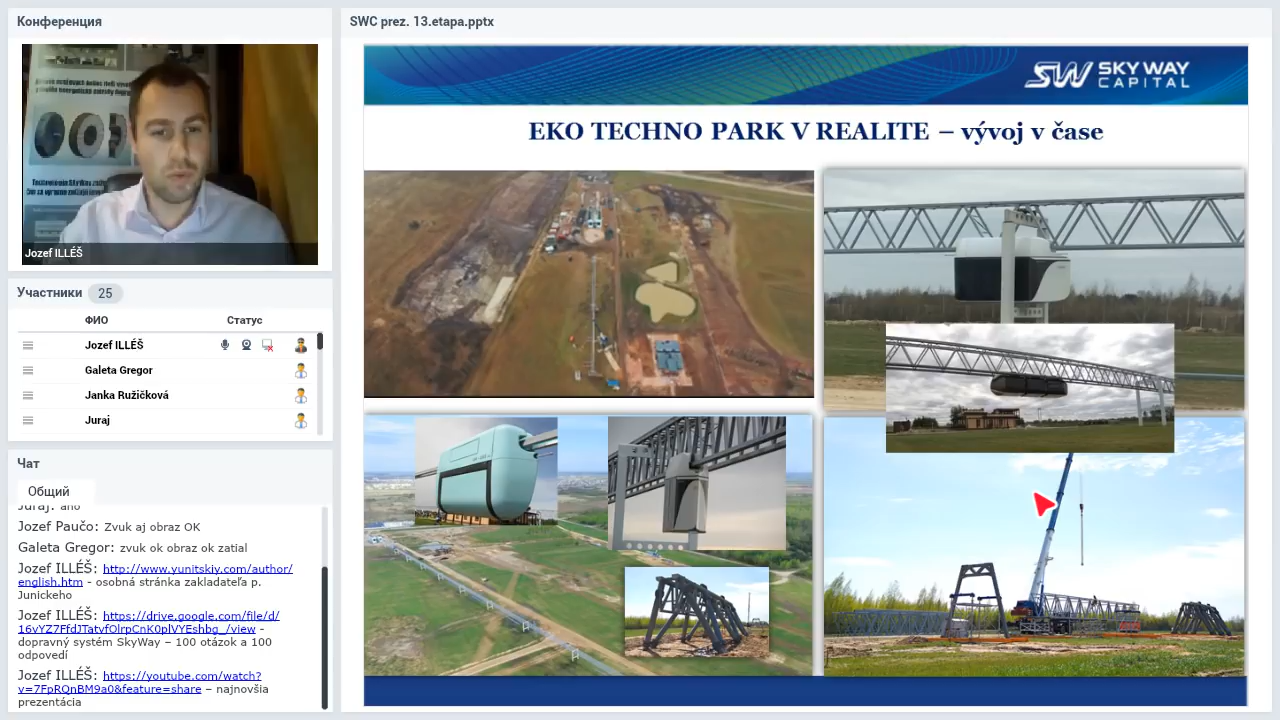 Конференция
Jozef ILLÉŠ
Участники 25
ФИО Статус
Jozef ILLÉŠ
Galeta Gregor
Janka Ružičková
Juraj
Чат
Общий
Juraj: ano
Jozef Paučo: Zvuk aj obraz OK
Galeta Gregor: zvuk ok obraz ok zatial
Jozef ILLÉŠ: http://www.yunitskiy.com/author/
english.htm - osobná stránka zakladateľa p.
Junickeho
Jozef ILLÉŠ: https://drive.google.com/file/d/
16vYZ7FfdJTatvfOlrpCnK0plVYEshbg_/view -
dopravný systém SkyWay – 100 otázok a 100
odpovedí
Jozef ILLÉŠ: https://youtube.com/watch?
v=7FpRQnBM9a0&feature=share – najnovšia
prezentácia
SWC prez. 13.etapa.pptx
SW SKY WAY
CAPITAL
EKO TECHNO PARK V REALITE – vývoj v čase